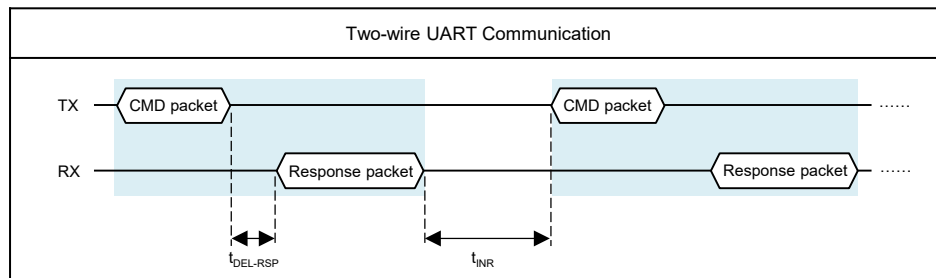 Two-wire UART Communication
TX CMD packet CMD packet ......
RX Response packet Response packet ......
tDEL-RSP tINR